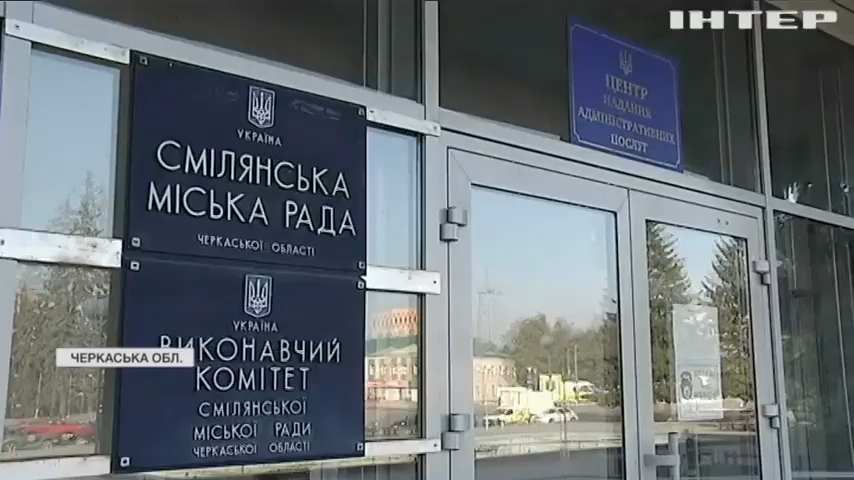 ІНТЕР
УКРАЇНА
СМІЛЯНСЬКА
МІСЬКА РАДА
ЧЕРКАСЬКОЇ ОБЛАСТІ
УКРАЇНА
ВИКОНАВЧИЙ
КОМІТЕТ
СМІЛЯНСЬКОЇ
МІСЬКОЇ РАДИ
ЧЕРКАСЬКОЇ ОБЛАСТІ
ЧЕРКАСЬКА ОБЛ.
ЦЕНТР
НАДАННЯ
АДМІНІСТРАТИВНИХ
ПОСЛУГ